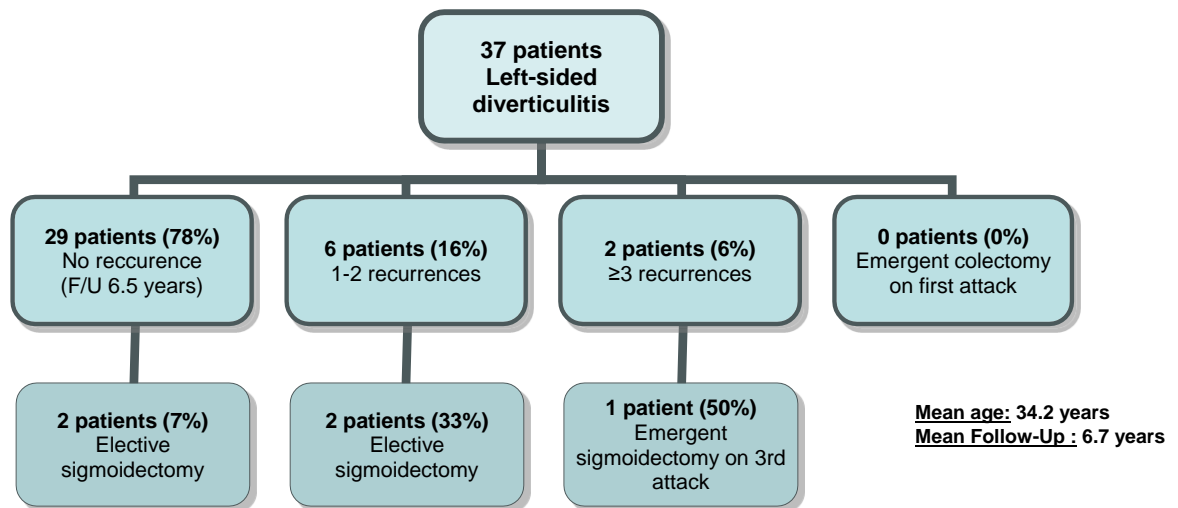 37 patients
Left-sided
diverticulitis
29 patients (78%)
No reccurence
(F/U 6.5 years)
6 patients (16%)
1-2 recurrences
2 patients (6%)
≥3 recurrences
0 patients (0%)
Emergent colectomy
on first attack
2 patients (7%)
Elective
sigmoidectomy
2 patients (33%)
Elective
sigmoidectomy
1 patient (50%)
Emergent
sigmoidectomy on 3rd
attack
Mean age: 34.2 years
Mean Follow-Up : 6.7 years